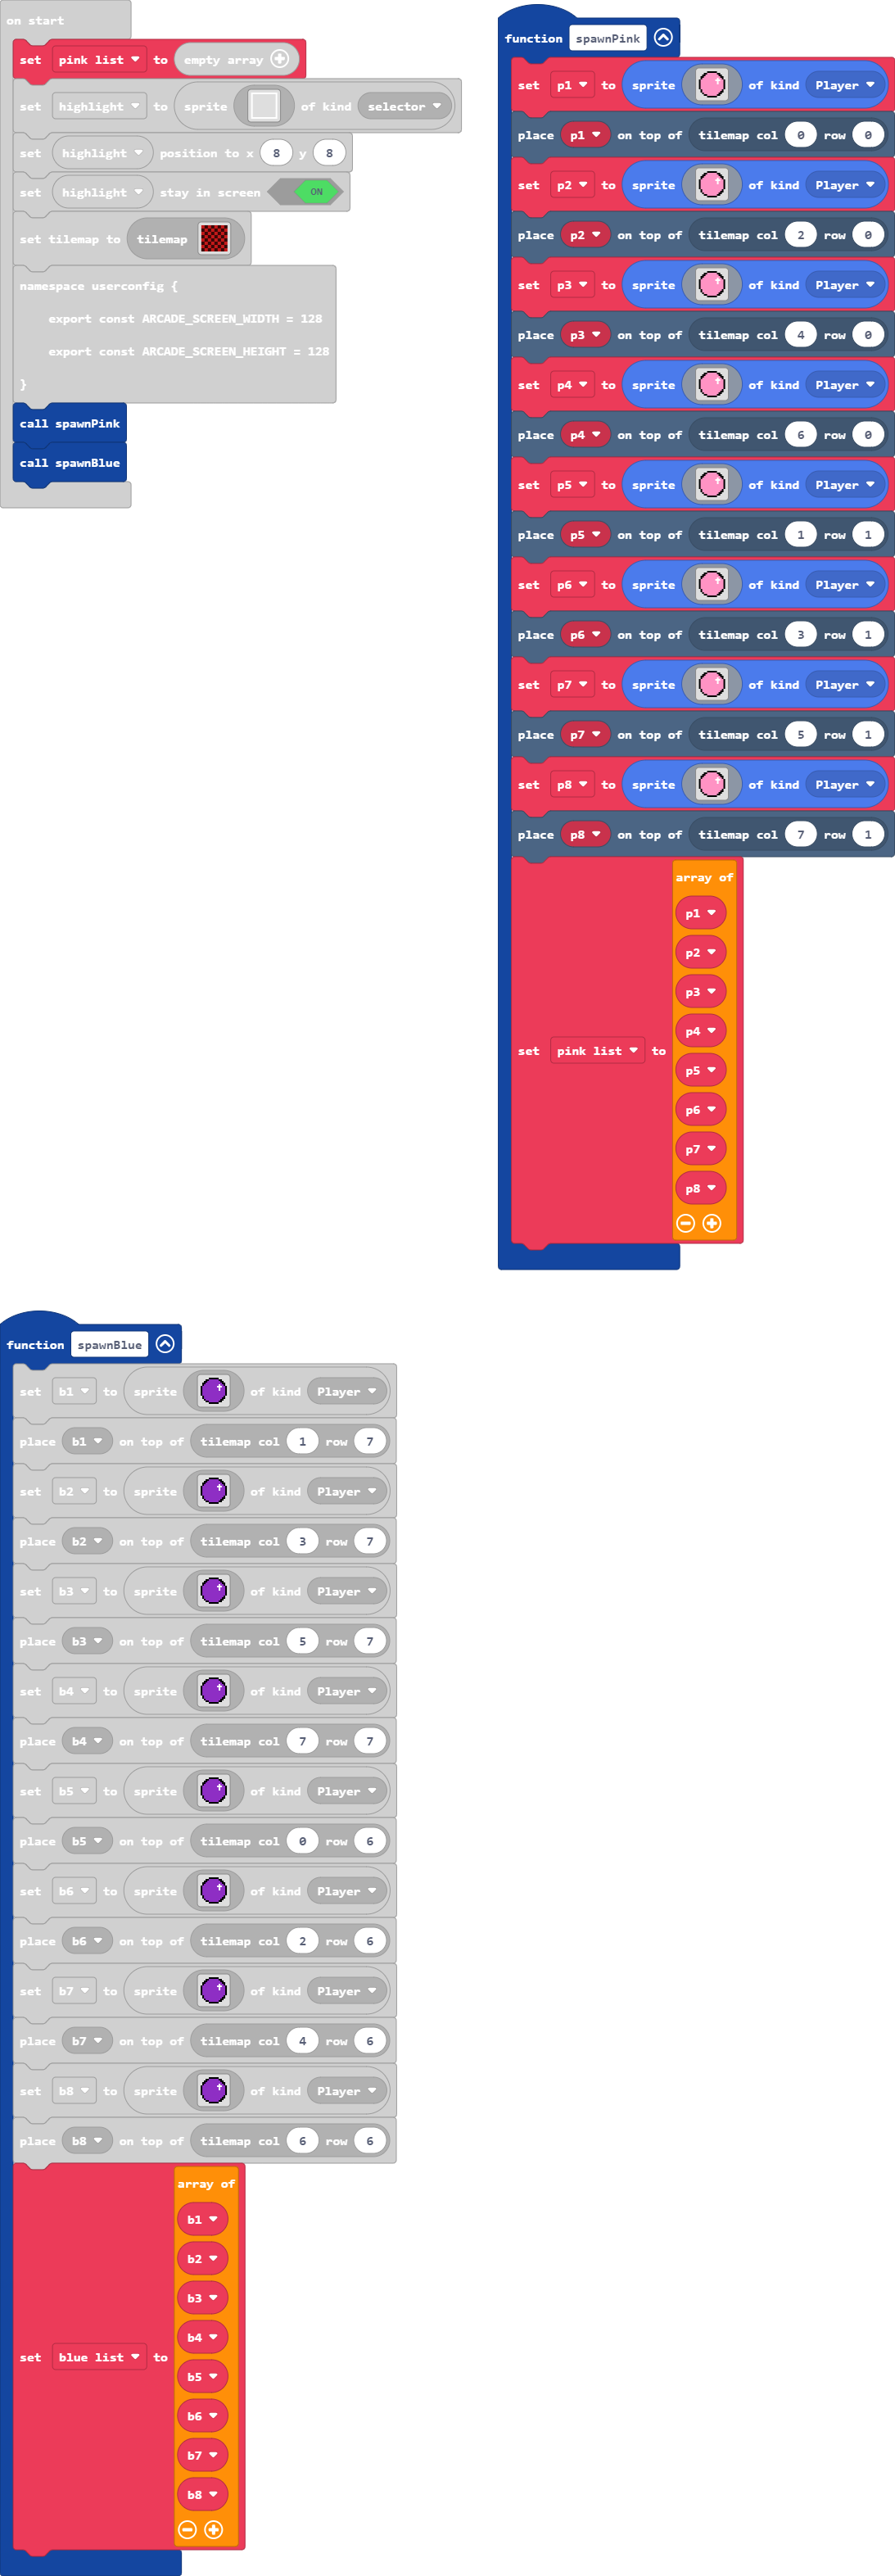 on start
set pink list to empty array
set highlight to sprite of kind selector
set highlight position to x 8 y 8
set highlight stay in screen ON
set tilemap to tilemap
namespace userconfig {
export const ARCADE_SCREEN_WIDTH = 128
export const ARCADE_SCREEN_HEIGHT = 128
}
call spawnPink
call spawnBlue
function spawnPink
set p1 to sprite of kind Player
place p1 on top of tilemap col 0 row 0
set p2 to sprite of kind Player
place p2 on top of tilemap col 2 row 0
set p3 to sprite of kind Player
place p3 on top of tilemap col 4 row 0
set p4 to sprite of kind Player
place p4 on top of tilemap col 6 row 0
set p5 to sprite of kind Player
place p5 on top of tilemap col 1 row 1
set p6 to sprite of kind Player
place p6 on top of tilemap col 3 row 1
set p7 to sprite of kind Player
place p7 on top of tilemap col 5 row 1
set p8 to sprite of kind Player
place p8 on top of tilemap col 7 row 1
set pink list to array of
p1
p2
p3
p4
p5
p6
p7
p8
function spawnBlue
set b1 to sprite of kind Player
place b1 on top of tilemap col 1 row 7
set b2 to sprite of kind Player
place b2 on top of tilemap col 3 row 7
set b3 to sprite of kind Player
place b3 on top of tilemap col 5 row 7
set b4 to sprite of kind Player
place b4 on top of tilemap col 7 row 7
set b5 to sprite of kind Player
place b5 on top of tilemap col 0 row 6
set b6 to sprite of kind Player
place b6 on top of tilemap col 2 row 6
set b7 to sprite of kind Player
place b7 on top of tilemap col 4 row 6
set b8 to sprite of kind Player
place b8 on top of tilemap col 6 row 6
set blue list to array of
b1
b2
b3
b4
b5
b6
b7
b8